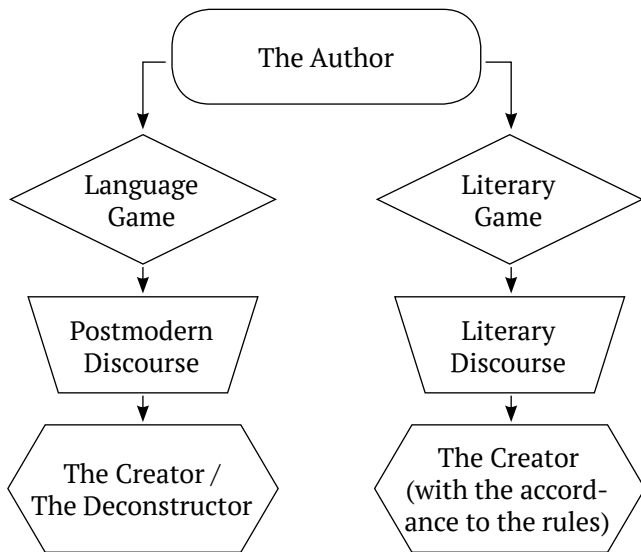 The Author
Language
Game
Literary
Game
Postmodern
Discourse
Literary
Discourse
The Creator /
The Deconstructor
The Creator
(with the accord-
ance to the rules)